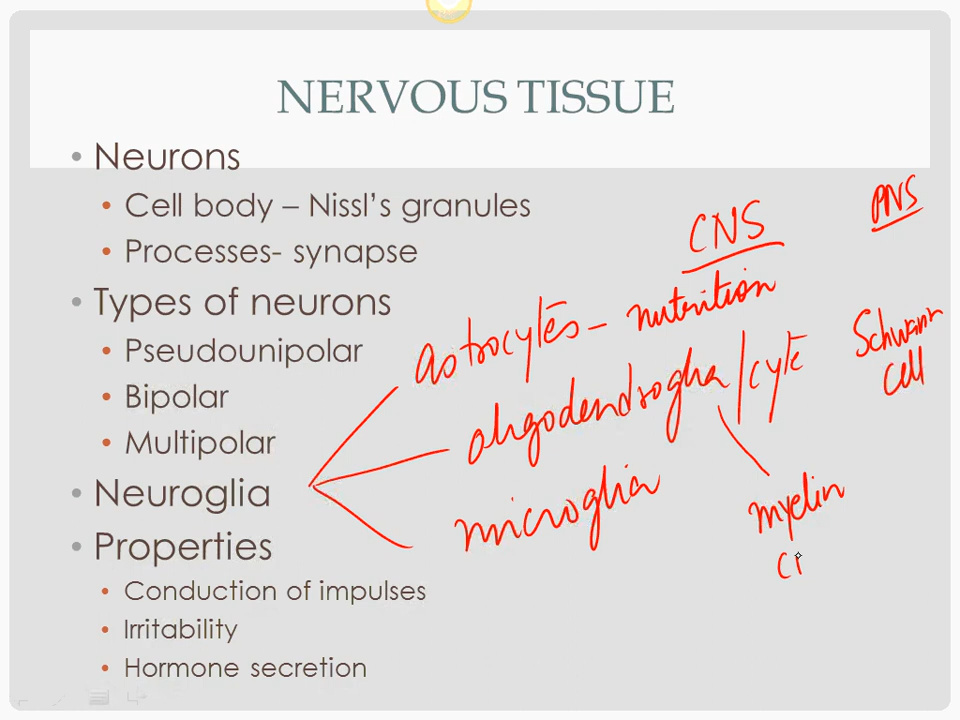 NERVOUS TISSUE
• Neurons
• Cell body – Nissl's granules
• Processes- synapse
• Types of neurons
• Pseudounipolar
• Bipolar
• Multipolar
• Neuroglia
• Properties
• Conduction of impulses
• Irritability
• Hormone secretion
CNS
PNS
Astrocytes – nutrition
oligodendroglia/cyte
Schwann
cell
microglia
myelin